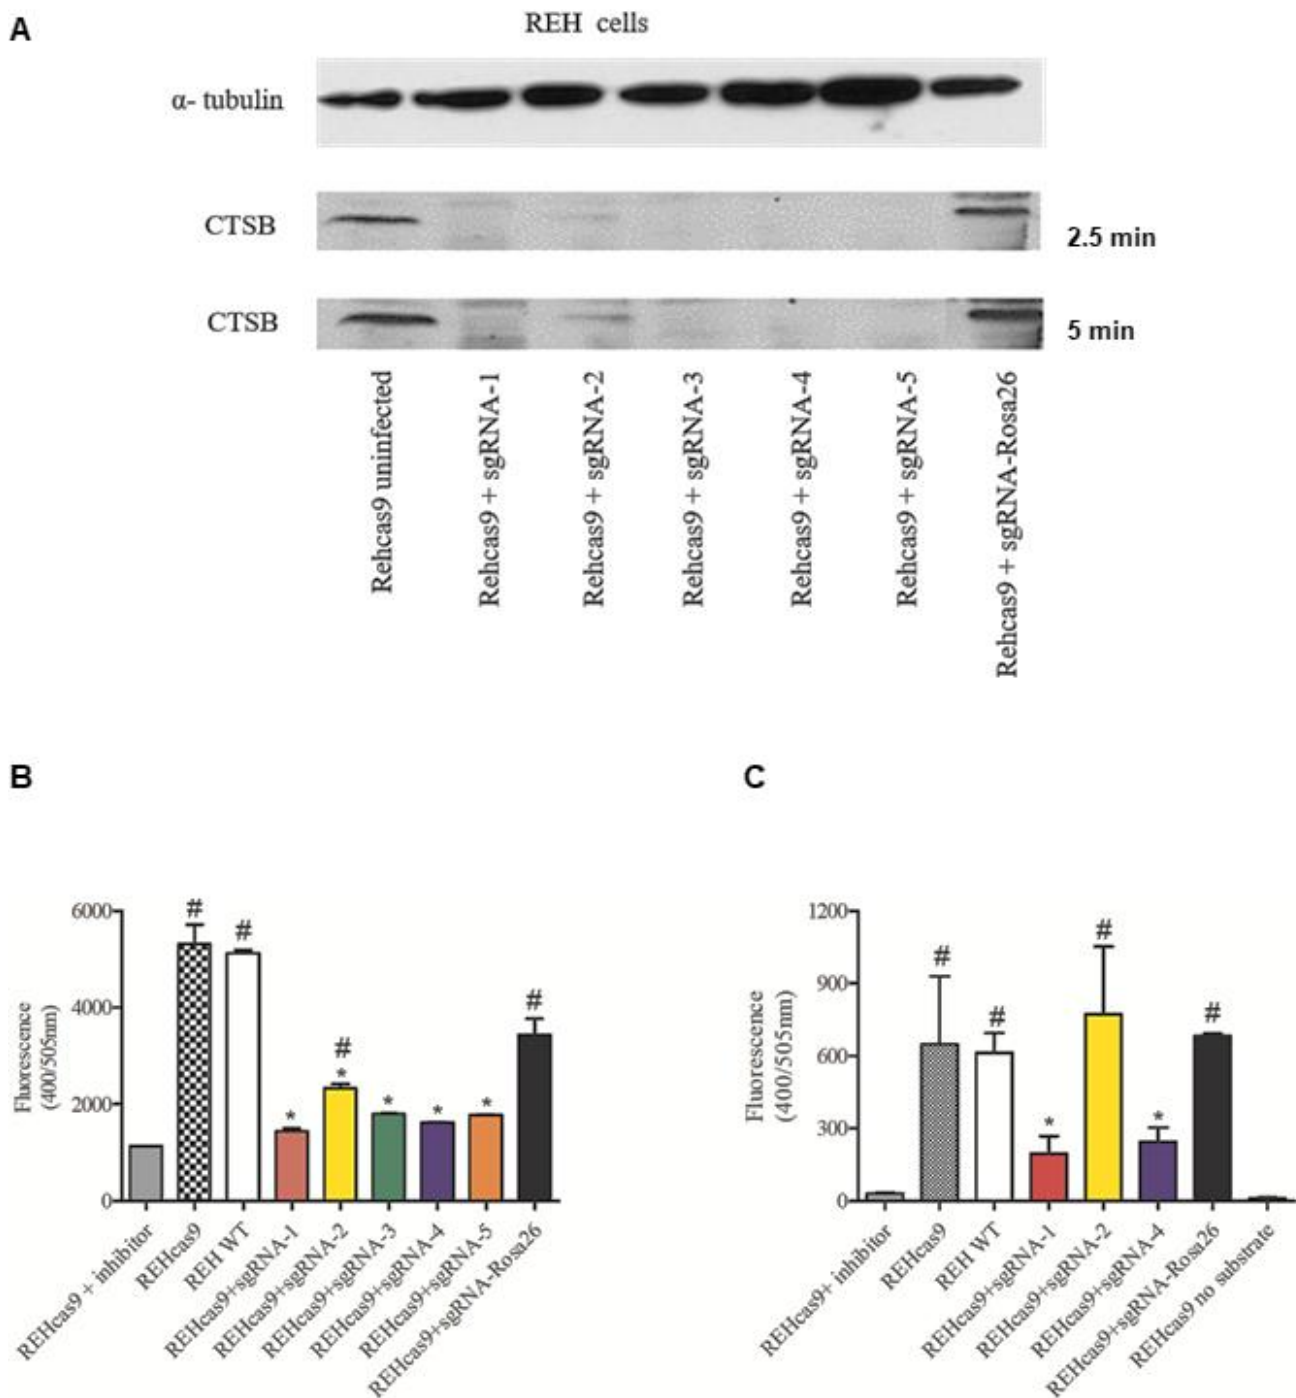 A
REH cells
α- tubulin
CTSB
2.5 min
CTSB
5 min
Rehcas9 uninfected
Rehcas9 + sgRNA-1
Rehcas9 + sgRNA-2
Rehcas9 + sgRNA-3
Rehcas9 + sgRNA-4
Rehcas9 + sgRNA-5
Rehcas9 + sgRNA-Rosa26
B
Fluorescence
(400/505nm)
6000
4000
2000
0
#
#
*
#
*
*
*
*
#
REHcas9 + inhibitor
REHcas9
REH WT
REHcas9+sgRNA-1
REHcas9+sgRNA-2
REHcas9+sgRNA-3
REHcas9+sgRNA-4
REHcas9+sgRNA-5
REHcas9+sgRNA-Rosa26
C
Fluorescence
(400/505nm)
1200
900
600
300
0
#
#
*
#
*
#
REHcas9+ inhibitor
REHcas9
REH WT
REHcas9+sgRNA-1
REHcas9+sgRNA-2
REHcas9+sgRNA-4
REHcas9+sgRNA-Rosa26
REHcas9 no substrate